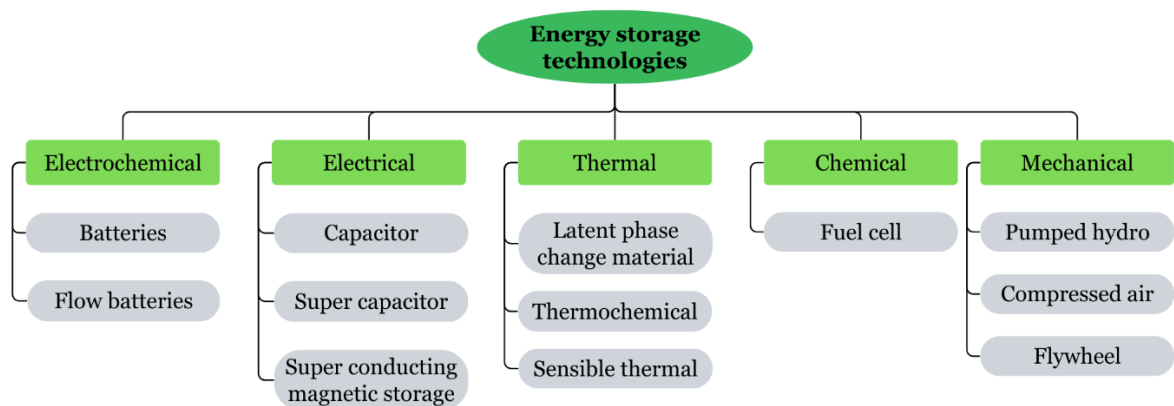 Energy storage
technologies
Electrochemical
Electrical
Thermal
Chemical
Mechanical
Batteries
Flow batteries
Capacitor
Super capacitor
Super conducting
magnetic storage
Latent phase
change material
Thermochemical
Sensible thermal
Fuel cell
Pumped hydro
Compressed air
Flywheel